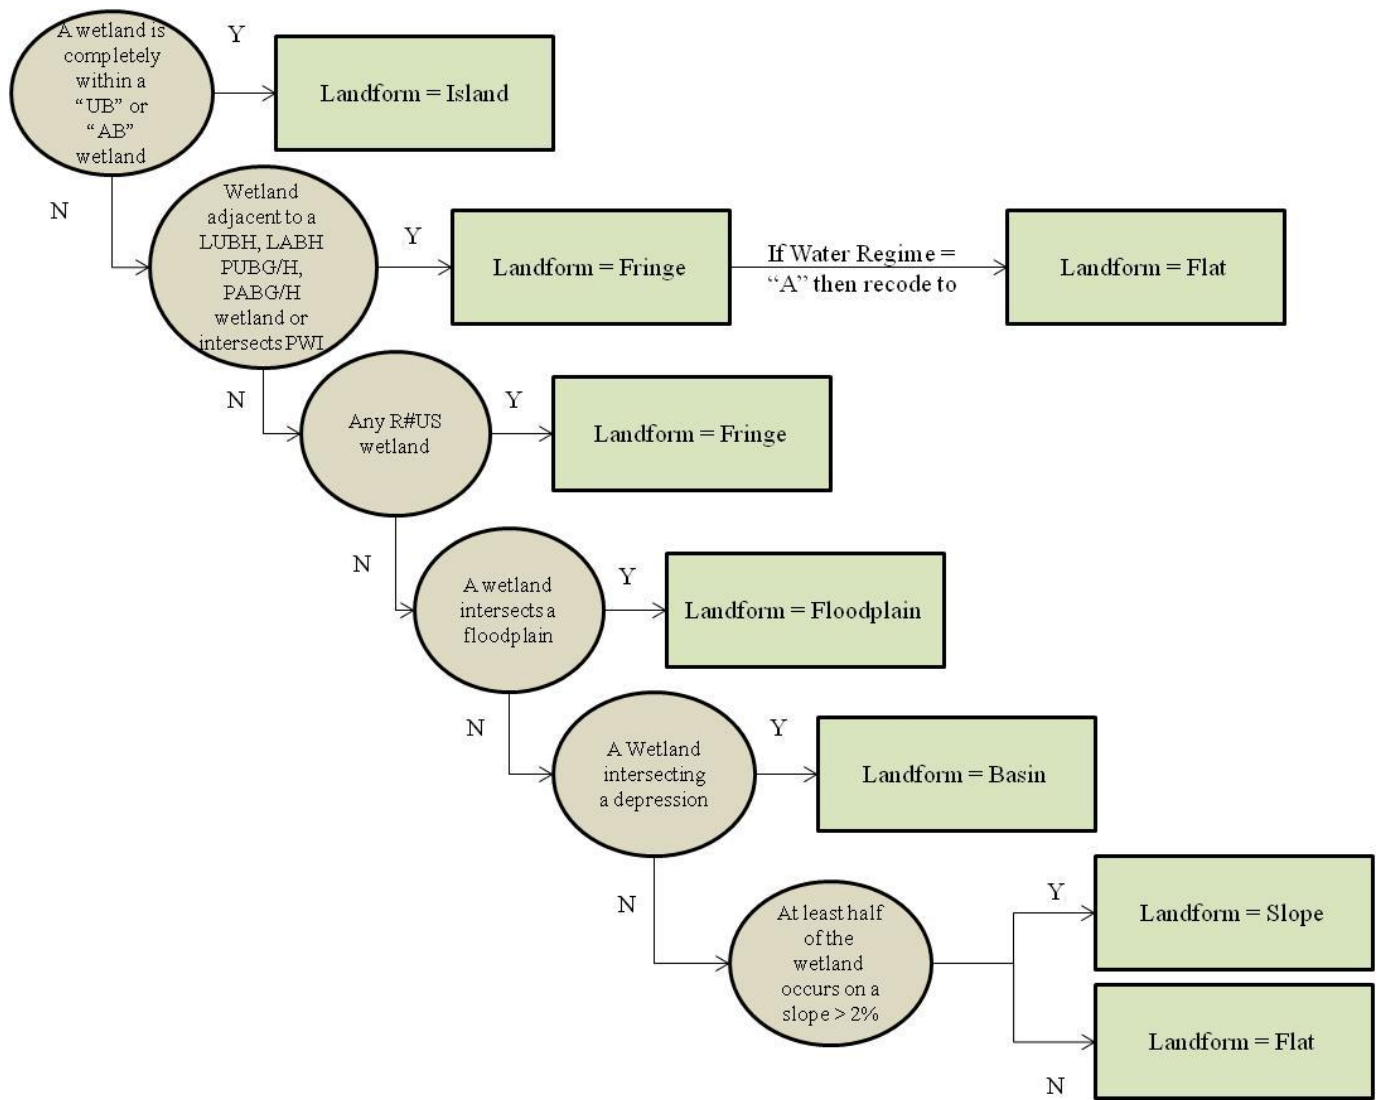 A wetland is
completely
within a
“UB” or
“AB”
wetland
Y
Landform = Island
N
Wetland
adjacent to a
LUBH, LABH
PUBG/H,
PABG/H
wetland or
intersects PWI
Y
Landform = Fringe
If Water Regime =
“A” then recode to
Landform = Flat
N
Any R#US
wetland
Y
Landform = Fringe
N
A wetland
intersects a
floodplain
Y
Landform = Floodplain
N
A Wetland
intersecting
a depression
Y
Landform = Basin
N
At least half
of the
wetland
occurs on a
slope > 2%
Y
Landform = Slope
Landform = Flat
N